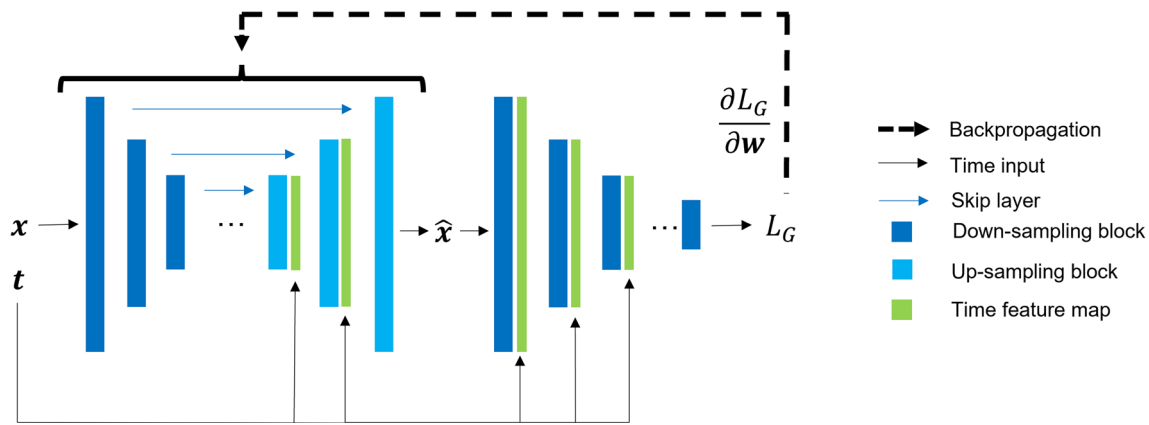 ∂L_G
∂w
x
t
...
x̂
...
L_G
Backpropagation
Time input
Skip layer
Down-sampling block
Up-sampling block
Time feature map